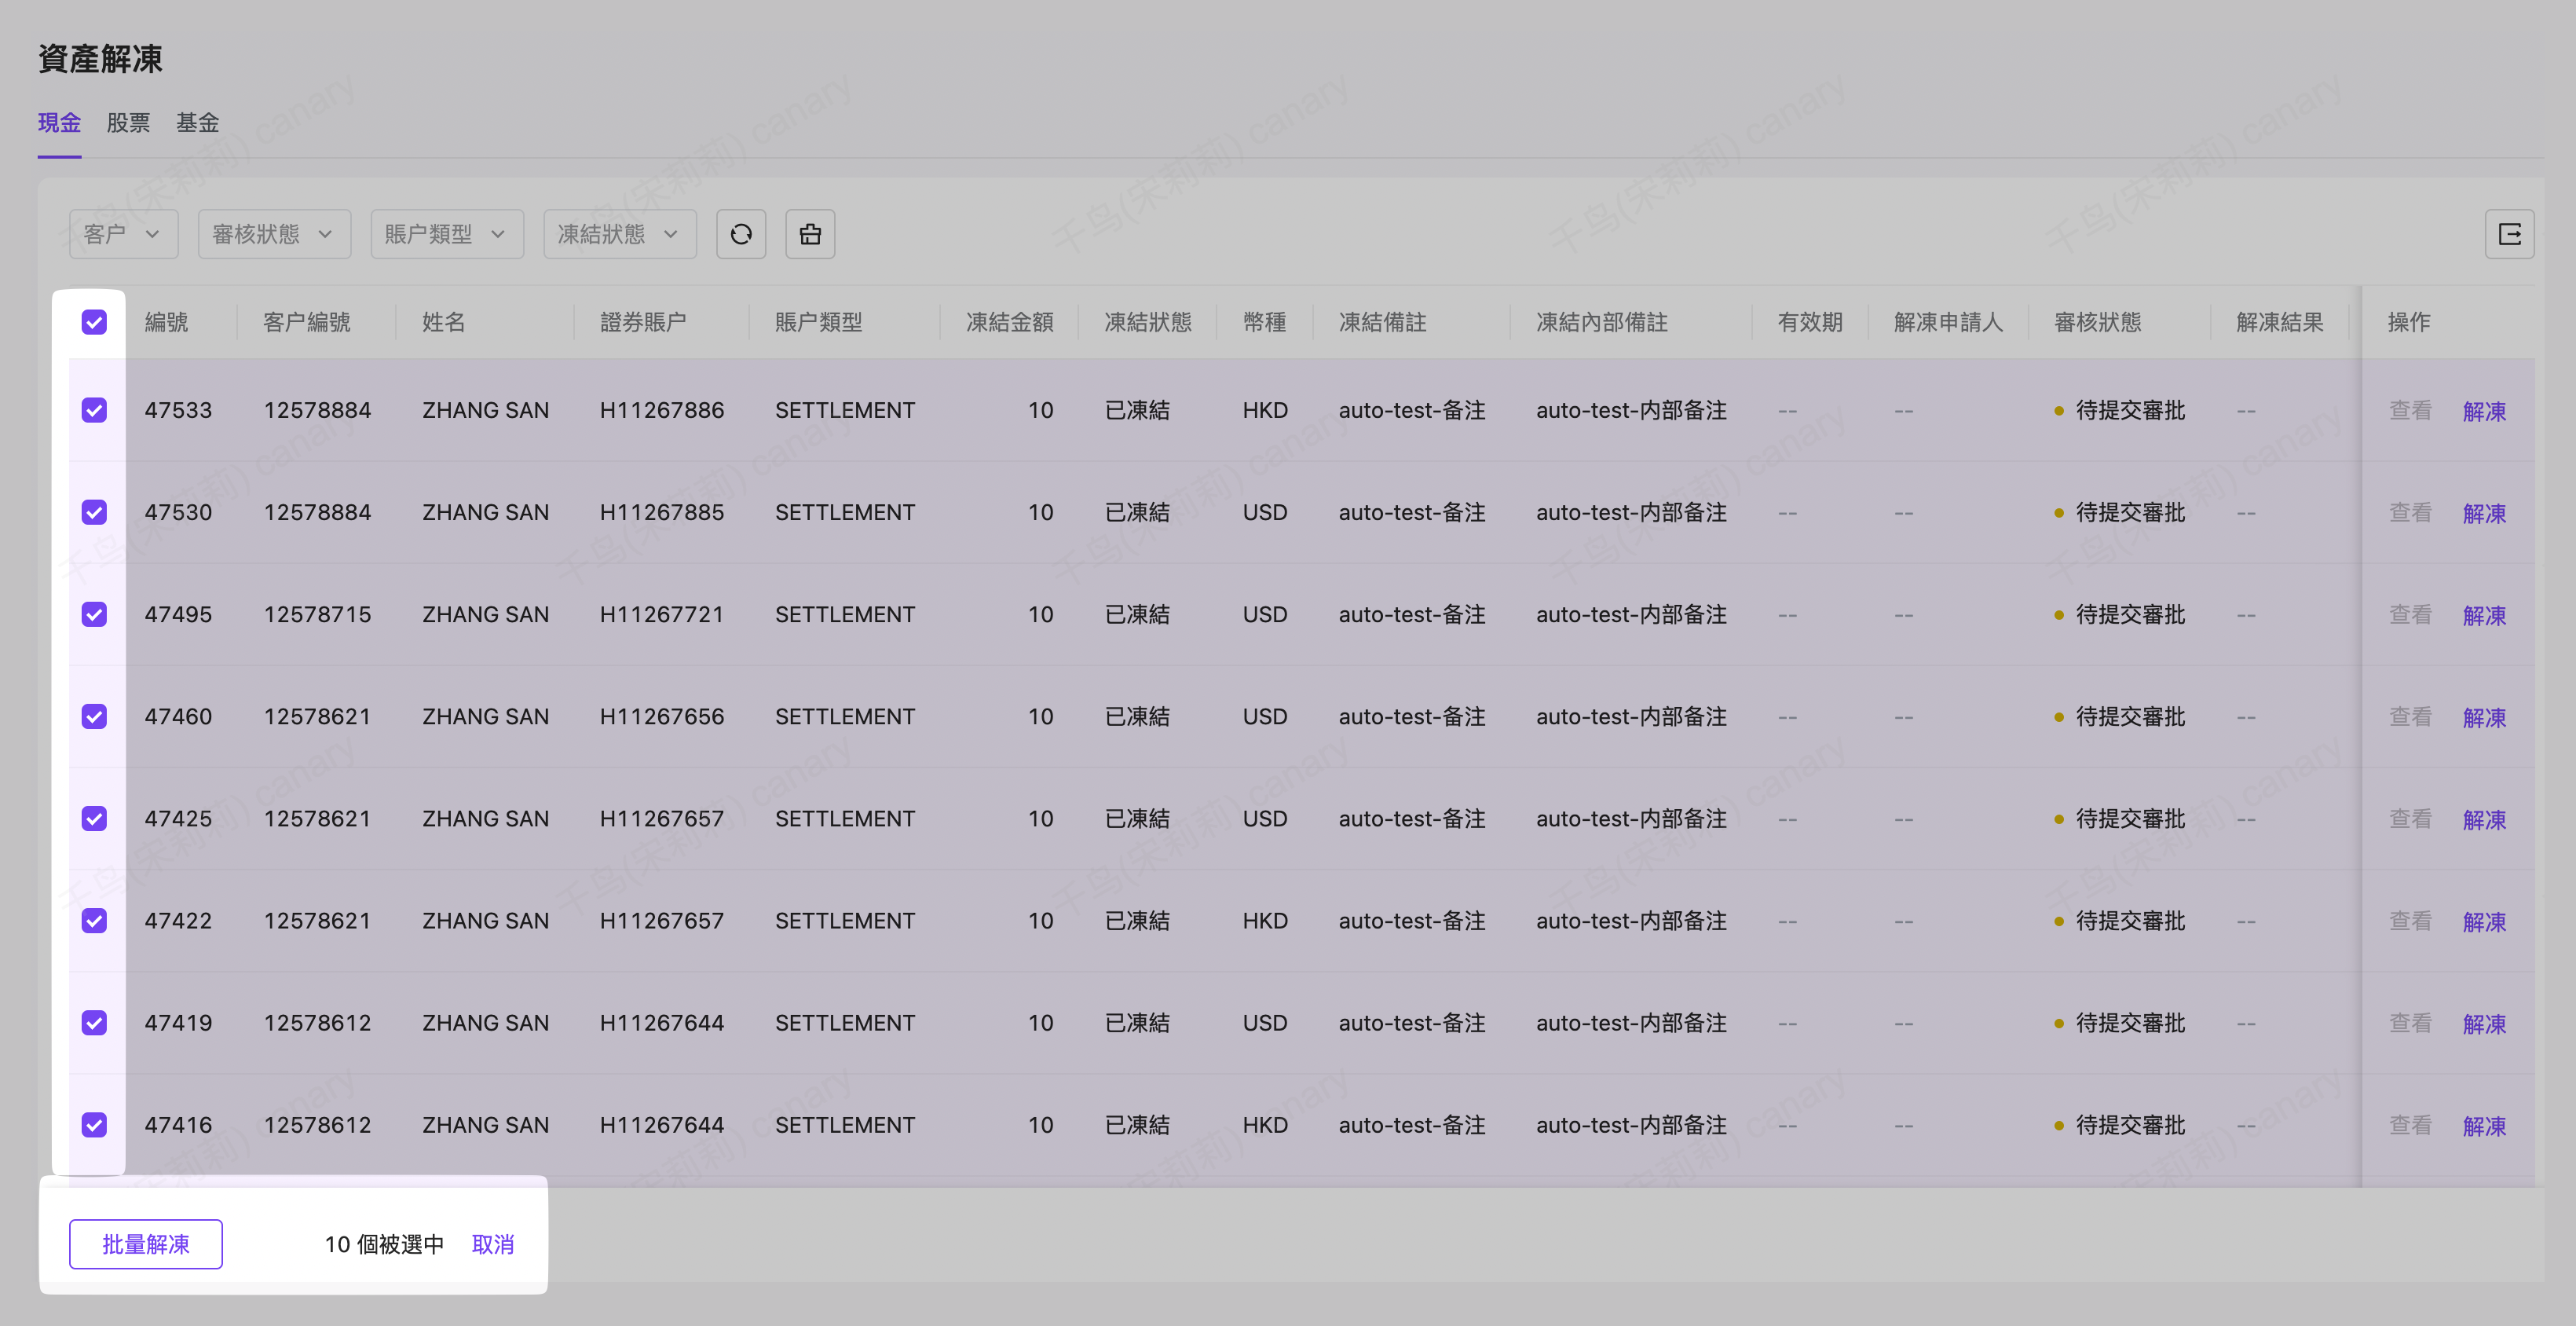 資產解凍
現金 股票 基金
客户 審核狀態 賬户類型 凍結狀態
編號 客户編號 姓名 證券賬户 賬户類型 凍結金額 凍結狀態 幣種 凍結備註 凍結內部備註 有效期 解凍申請人 審核狀態 解凍結果 操作
47533 12578884 ZHANG SAN H11267886 SETTLEMENT 10 已凍結 HKD auto-test-备注 auto-test-内部备注 -- -- 待提交審批 -- 查看 解凍
47530 12578884 ZHANG SAN H11267885 SETTLEMENT 10 已凍結 USD auto-test-备注 auto-test-内部备注 -- -- 待提交審批 -- 查看 解凍
47495 12578715 ZHANG SAN H11267721 SETTLEMENT 10 已凍結 USD auto-test-备注 auto-test-内部备注 -- -- 待提交審批 -- 查看 解凍
47460 12578621 ZHANG SAN H11267656 SETTLEMENT 10 已凍結 USD auto-test-备注 auto-test-内部备注 -- -- 待提交審批 -- 查看 解凍
47425 12578621 ZHANG SAN H11267657 SETTLEMENT 10 已凍結 USD auto-test-备注 auto-test-内部备注 -- -- 待提交審批 -- 查看 解凍
47422 12578621 ZHANG SAN H11267657 SETTLEMENT 10 已凍結 HKD auto-test-备注 auto-test-内部备注 -- -- 待提交審批 -- 查看 解凍
47419 12578612 ZHANG SAN H11267644 SETTLEMENT 10 已凍結 USD auto-test-备注 auto-test-内部备注 -- -- 待提交審批 -- 查看 解凍
47416 12578612 ZHANG SAN H11267644 SETTLEMENT 10 已凍結 HKD auto-test-备注 auto-test-内部备注 -- -- 待提交審批 -- 查看 解凍
批量解凍 10 個被選中 取消
千鸟(宋莉莉) canary